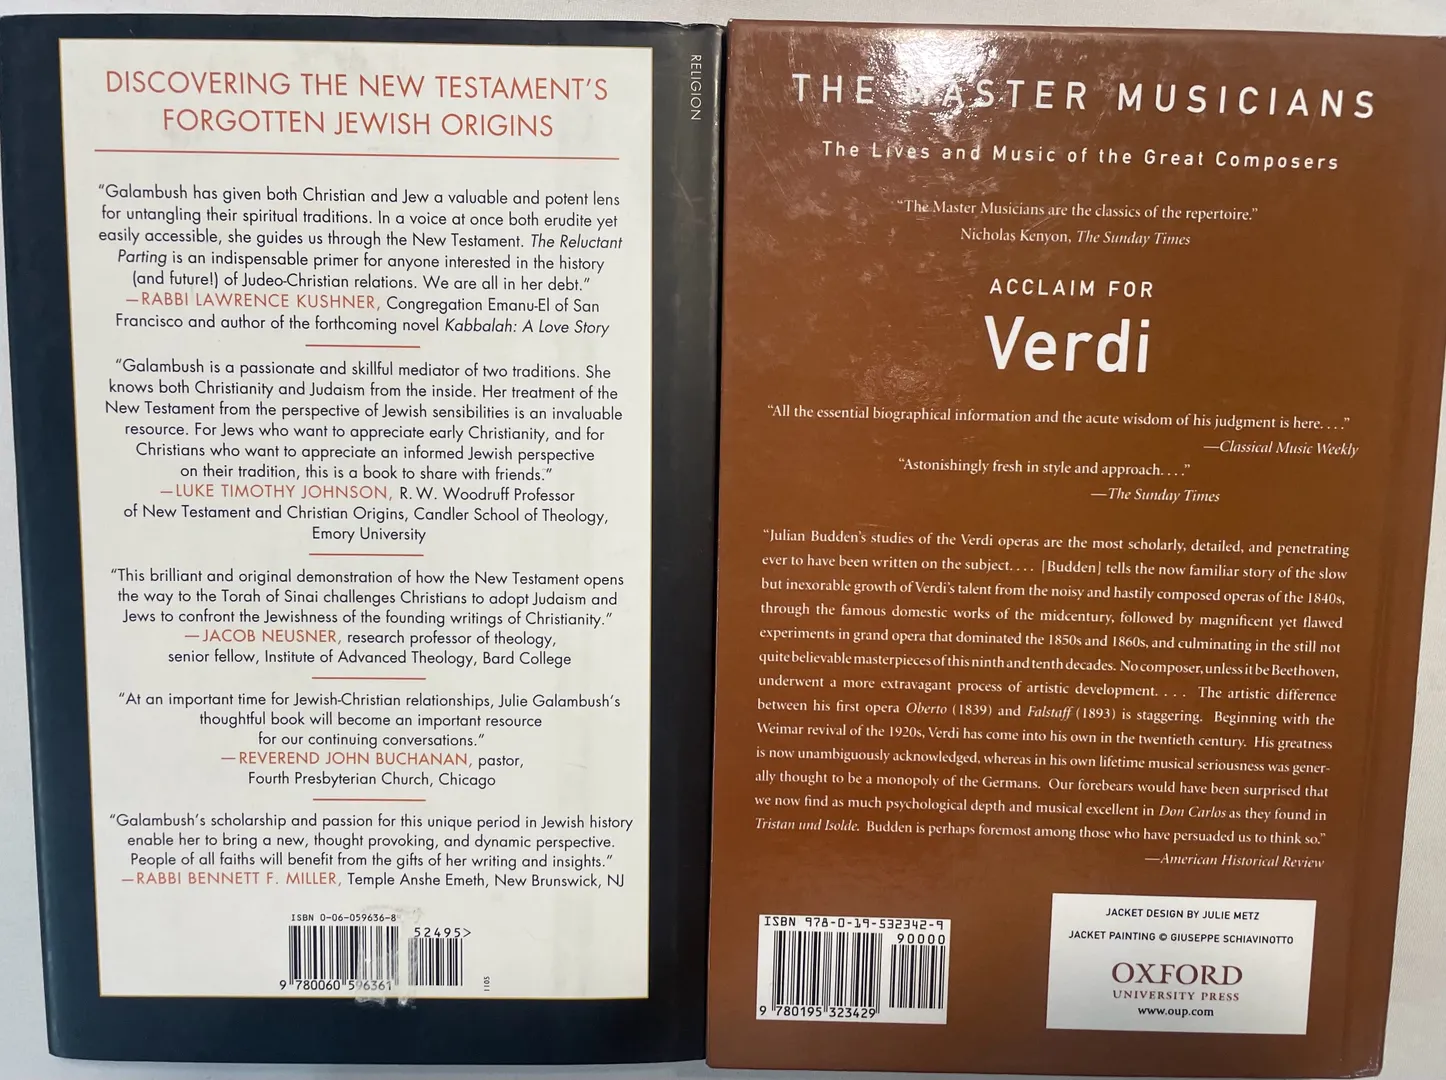 DISCOVERING THE NEW TESTAMENT'S
FORGOTTEN JEWISH ORIGINS
"Galambush has given both Christian and Jew a valuable and potent lens
for untangling their spiritual traditions. In a voice at once both erudite yet
easily accessible, she guides us through the New Testament. The Reluctant
Parting is an indispensable primer for anyone interested in the history
(and future!) of Judeo-Christian relations. We are all in her debt."
—RABBI LAWRENCE KUSHNER, Congregation Emanu-El of San
Francisco and author of the forthcoming novel Kabbalah: A Love Story
"Galambush is a passionate and skillful mediator of two traditions. She
knows both Christianity and Judaism from the inside. Her treatment of the
New Testament from the perspective of Jewish sensibilities is an invaluable
resource. For Jews who want to appreciate early Christianity, and for
Christians who want to appreciate an informed Jewish perspective
on their tradition, this is a book to share with friends."
—LUKE TIMOTHY JOHNSON, R. W. Woodruff Professor
of New Testament and Christian Origins, Candler School of Theology,
Emory University
"This brilliant and original demonstration of how the New Testament opens
the way to the Torah of Sinai challenges Christians to adopt Judaism and
Jews to confront the Jewishness of the founding writings of Christianity."
—JACOB NEUSNER, research professor of theology,
senior fellow, Institute of Advanced Theology, Bard College
"At an important time for Jewish-Christian relationships, Julie Galambush's
thoughtful book will become an important resource
for our continuing conversations."
—REVEREND JOHN BUCHANAN, pastor,
Fourth Presbyterian Church, Chicago
"Galambush's scholarship and passion for this unique period in Jewish history
enable her to bring a new, thought provoking, and dynamic perspective.
People of all faiths will benefit from the gifts of her writing and insights."
—RABBI BENNETT F. MILLER, Temple Anshe Emeth, New Brunswick, NJ
ISBN 0-06-059636-8
52495>
9 780060 596361
1105
RELIGION
THE MASTER MUSICIANS
The Lives and Music of the Great Composers
"The Master Musicians are the classics of the repertoire."
Nicholas Kenyon, The Sunday Times
ACCLAIM FOR
Verdi
"All the essential biographical information and the acute wisdom of his judgment is here. . . ."
—Classical Music Weekly
"Astonishingly fresh in style and approach. . . ."
—The Sunday Times
"Julian Budden's studies of the Verdi operas are the most scholarly, detailed, and penetrating
ever to have been written on the subject. . . . [Budden] tells the now familiar story of the slow
but inexorable growth of Verdi's talent from the noisy and hastily composed operas of the 1840s,
through the famous domestic works of the midcentury, followed by magnificent yet flawed
experiments in grand opera that dominated the 1850s and 1860s, and culminating in the still not
quite believable masterpieces of this ninth and tenth decades. No composer, unless it be Beethoven,
underwent a more extravagant process of artistic development. . . . The artistic difference
between his first opera Oberto (1839) and Falstaff (1893) is staggering. Beginning with the
Weimar revival of the 1920s, Verdi has come into his own in the twentieth century. His greatness
is now unambiguously acknowledged, whereas in his own lifetime musical seriousness was gener-
ally thought to be a monopoly of the Germans. Our forebears would have been surprised that
we now find as much psychological depth and musical excellent in Don Carlos as they found in
Tristan und Isolde. Budden is perhaps foremost among those who have persuaded us to think so."
—American Historical Review
ISBN 978-0-19-532342-9
90000
9 780195 323429
JACKET DESIGN BY JULIE METZ
JACKET PAINTING © GIUSEPPE SCHIAVINOTTO
OXFORD
UNIVERSITY PRESS
www.oup.com